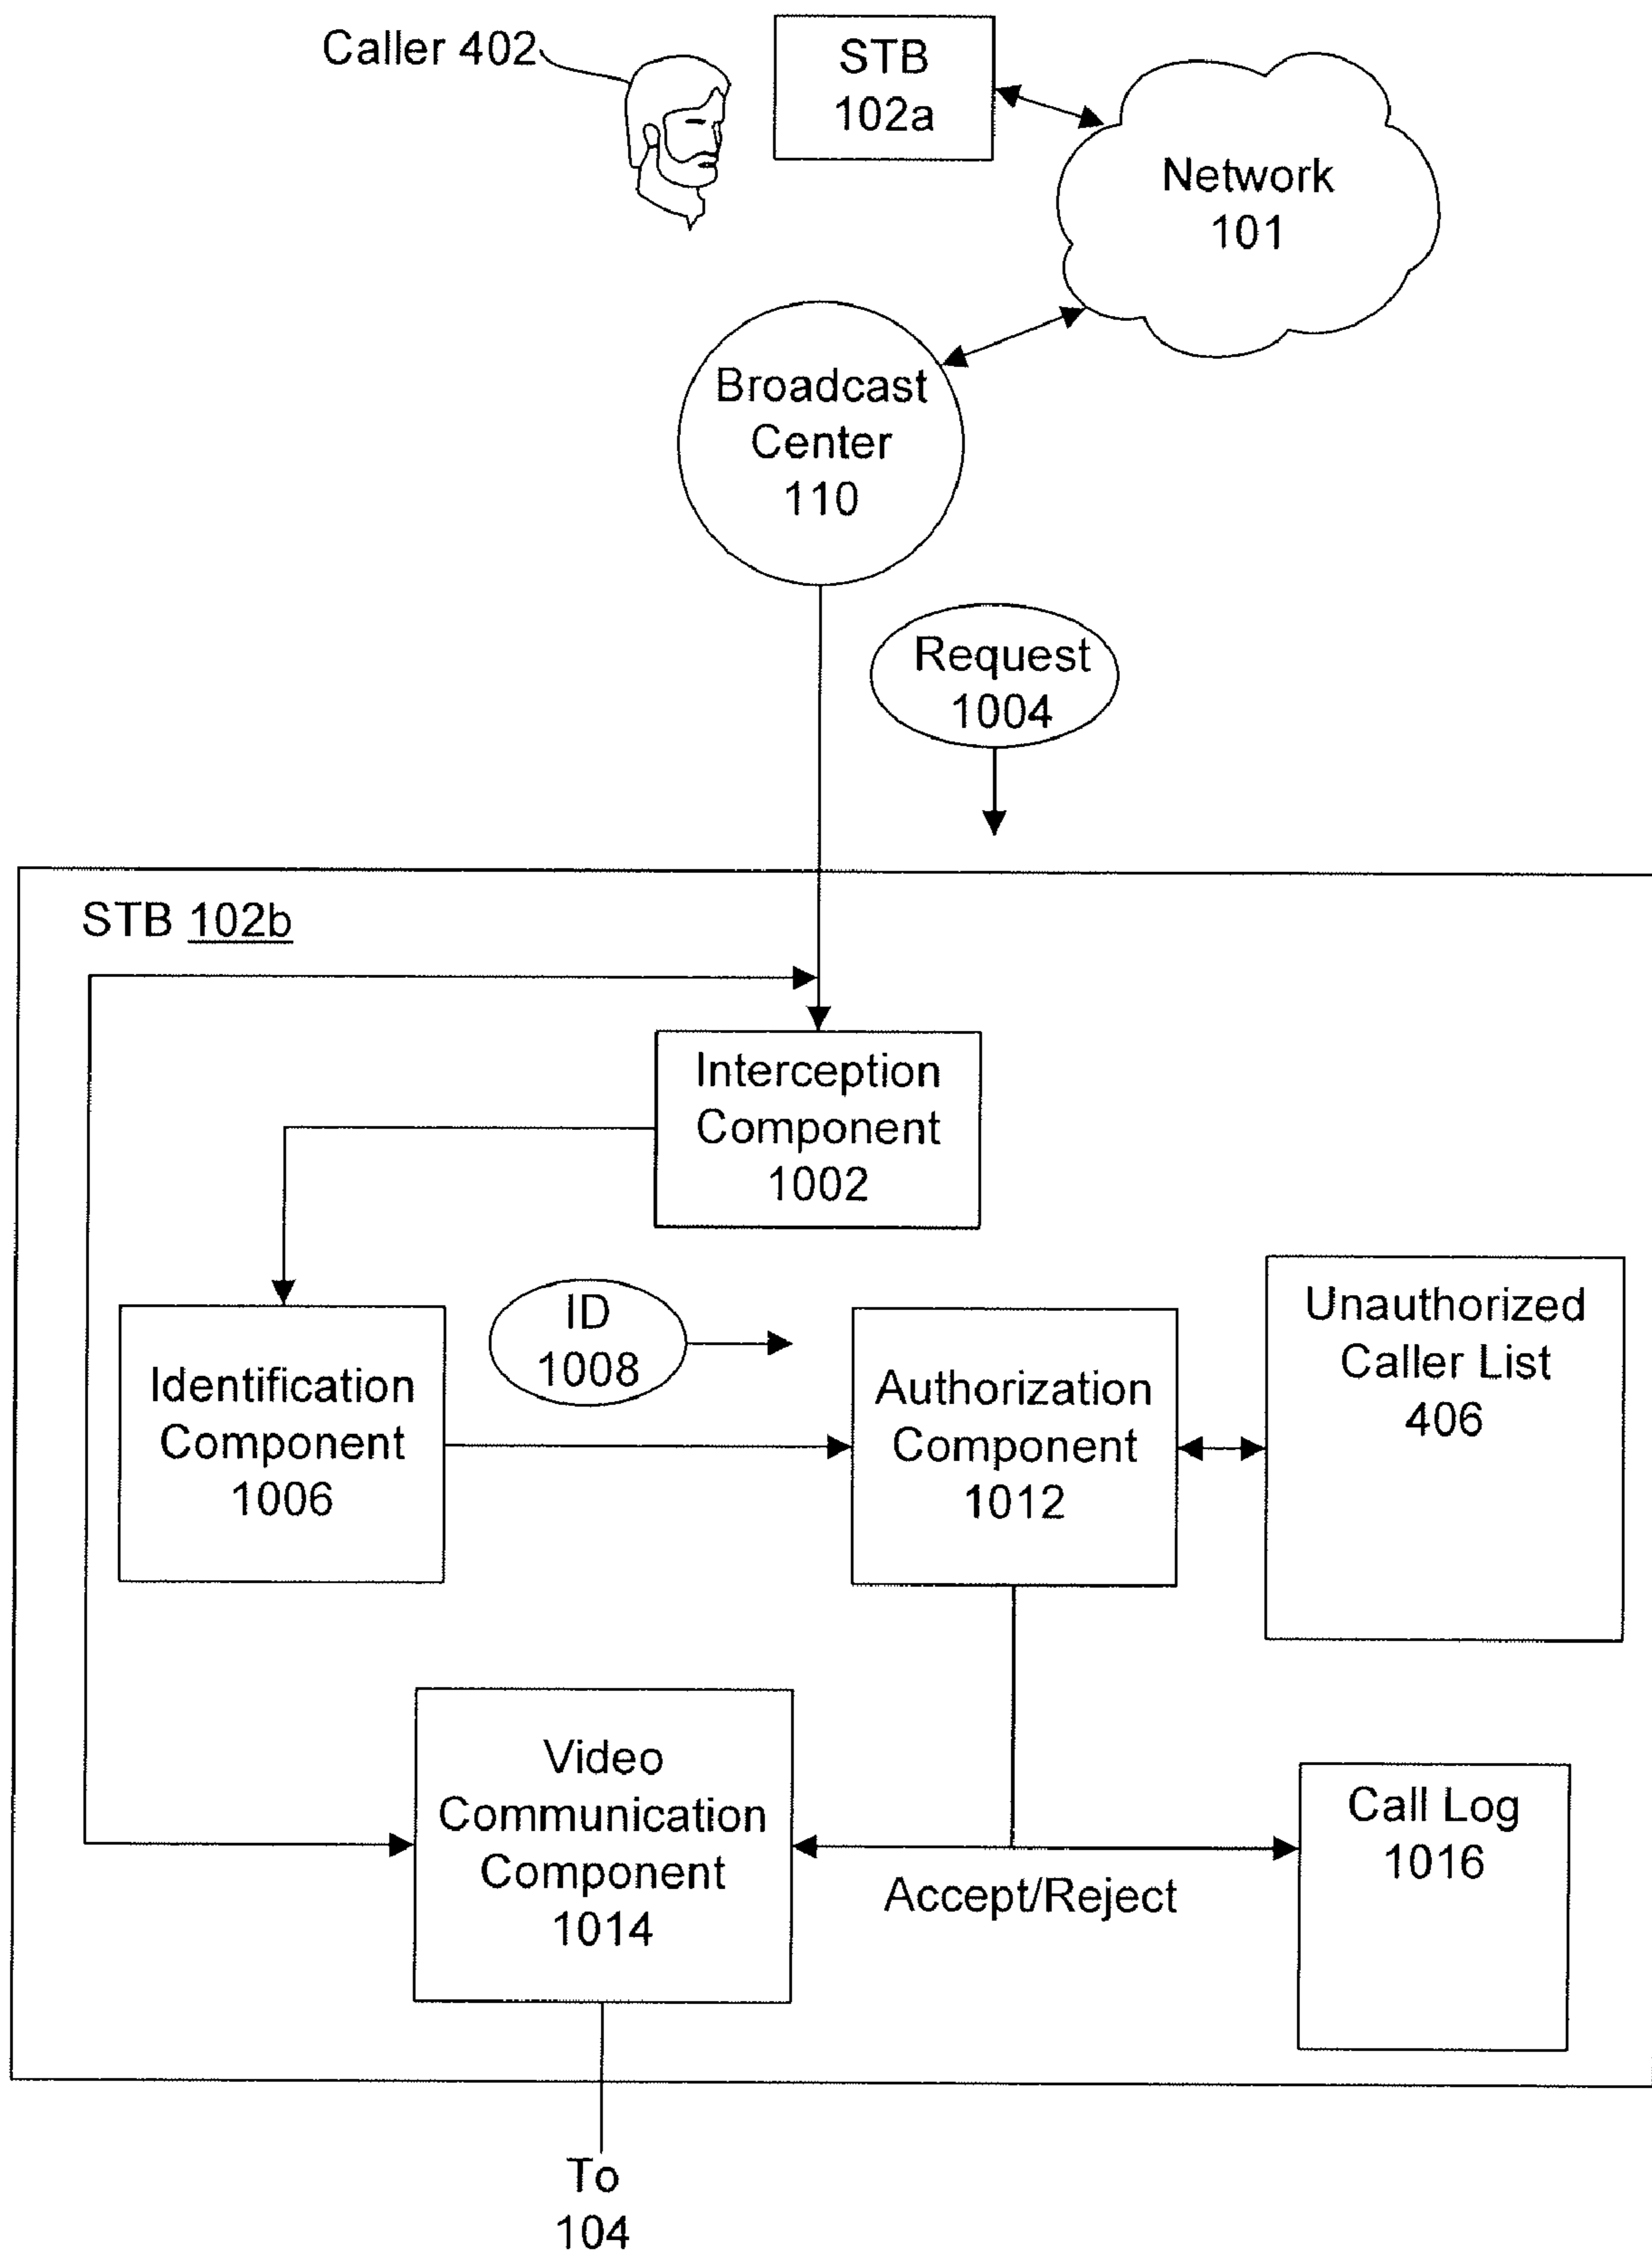 Caller 402
STB
102a
Network
101
Broadcast
Center
110
Request
1004
STB 102b
Interception
Component
1002
ID
1008
Identification
Component
1006
Authorization
Component
1012
Unauthorized
Caller List
406
Video
Communication
Component
1014
Accept/Reject
Call Log
1016
To
104